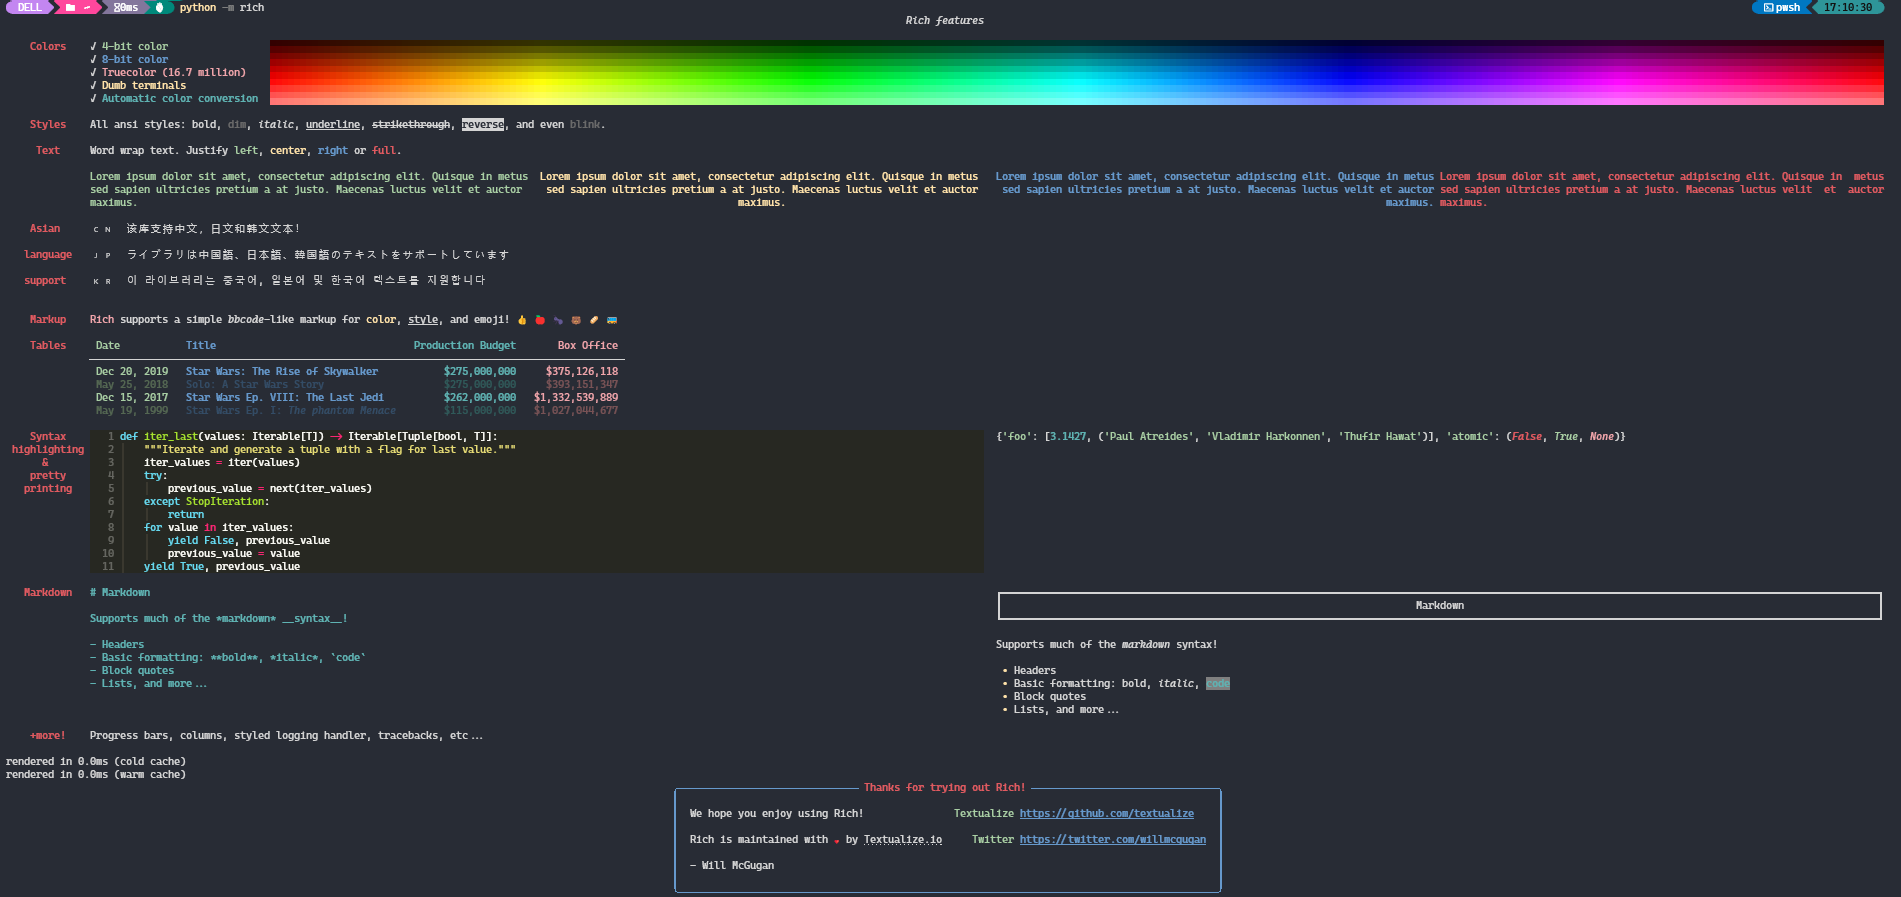 DELL ~ 0ms python -m rich pwsh 17:10:30
Rich features
Colors √ 4-bit color
√ 8-bit color
√ Truecolor (16.7 million)
√ Dumb terminals
√ Automatic color conversion
Styles All ansi styles: bold, dim, italic, underline, strikethrough, reverse, and even blink.
Text Word wrap text. Justify left, center, right or full.
Lorem ipsum dolor sit amet, consectetur adipiscing elit. Quisque in metus Lorem ipsum dolor sit amet, consectetur adipiscing elit. Quisque in metus Lorem ipsum dolor sit amet, consectetur adipiscing elit. Quisque in metus Lorem ipsum dolor sit amet, consectetur adipiscing elit. Quisque in metus
sed sapien ultricies pretium a at justo. Maecenas luctus velit et auctor sed sapien ultricies pretium a at justo. Maecenas luctus velit et auctor sed sapien ultricies pretium a at justo. Maecenas luctus velit et auctor sed sapien ultricies pretium a at justo. Maecenas luctus velit et auctor
maximus. maximus. maximus. maximus.
Asian C N 该库支持中文, 日文和韩文文本!
language J P ライブラリは中国語、日本語、韓国語のテキストをサポートしています
support K R 이 라이브러리는 중국어, 일본어 및 한국어 텍스트를 지원합니다
Markup Rich supports a simple bbcode-like markup for color, style, and emoji! 👍 🍎 🐜 🐻 🥖 🚌
Tables Date Title Production Budget Box Office
Dec 20, 2019 Star Wars: The Rise of Skywalker $275,000,000 $375,126,118
May 25, 2018 Solo: A Star Wars Story $275,000,000 $393,151,347
Dec 15, 2017 Star Wars Ep. VIII: The Last Jedi $262,000,000 $1,332,539,889
May 19, 1999 Star Wars Ep. I: The phantom Menace $115,000,000 $1,027,044,677
Syntax 1 def iter_last(values: Iterable[T]) -> Iterable[Tuple[bool, T]]: {'foo': [3.1427, ('Paul Atreides', 'Vladimir Harkonnen', 'Thufir Hawat')], 'atomic': (False, True, None)}
highlighting 2 """Iterate and generate a tuple with a flag for last value."""
& 3 iter_values = iter(values)
pretty 4 try:
printing 5 previous_value = next(iter_values)
6 except StopIteration:
7 return
8 for value in iter_values:
9 yield False, previous_value
10 previous_value = value
11 yield True, previous_value
Markdown # Markdown
Markdown
Supports much of the *markdown* __syntax__!
- Headers Supports much of the markdown syntax!
- Basic formatting: **bold**, *italic*, `code`
- Block quotes • Headers
- Lists, and more... • Basic formatting: bold, italic, code
• Block quotes
• Lists, and more...
+more! Progress bars, columns, styled logging handler, tracebacks, etc...
rendered in 0.0ms (cold cache)
rendered in 0.0ms (warm cache)
Thanks for trying out Rich!
We hope you enjoy using Rich! Textualize https://github.com/textualize
Rich is maintained with ❤ by Textualize.io Twitter https://twitter.com/willmcgugan
- Will McGugan